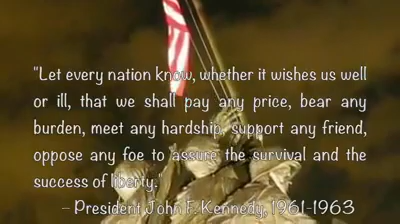 "Let every nation know, whether it wishes us well
or ill, that we shall pay any price, bear any
burden, meet any hardship, support any friend,
oppose any foe to assure the survival and the
success of liberty."
– President John F. Kennedy, 1961-1963